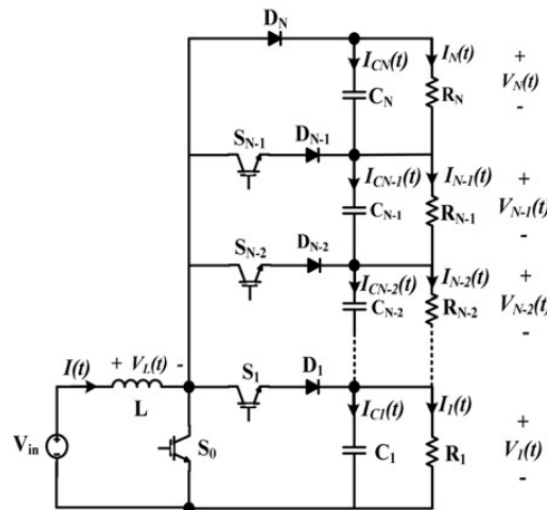 D_N
I_CN(t) I_N(t) +
C_N R_N V_N(t)
-
S_N-1 D_N-1
I_CN-1(t) I_N-1(t) +
C_N-1 R_N-1 V_N-1(t)
-
S_N-2 D_N-2
I_CN-2(t) I_N-2(t) +
C_N-2 R_N-2 V_N-2(t)
-
I(t) + V_L(t) - S_1 D_1
L I_C1(t) I_1(t) +
V_in S_0 C_1 R_1 V_1(t)
-